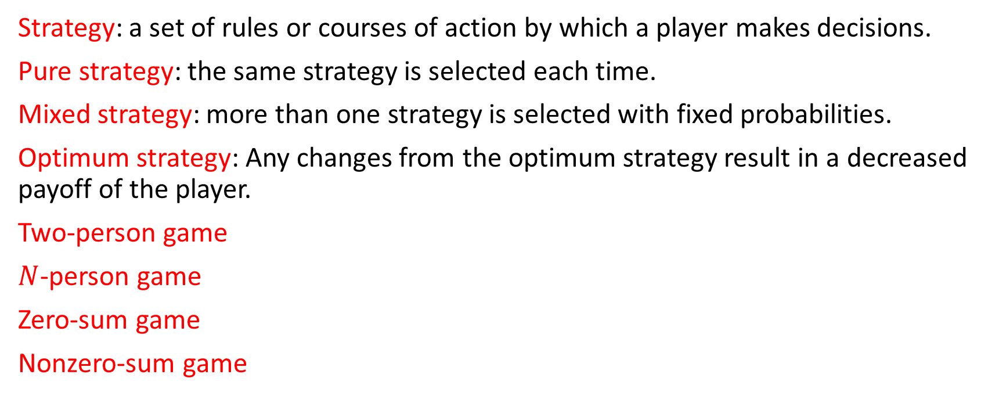 Strategy: a set of rules or courses of action by which a player makes decisions.
Pure strategy: the same strategy is selected each time.
Mixed strategy: more than one strategy is selected with fixed probabilities.
Optimum strategy: Any changes from the optimum strategy result in a decreased
payoff of the player.
Two-person game
N-person game
Zero-sum game
Nonzero-sum game